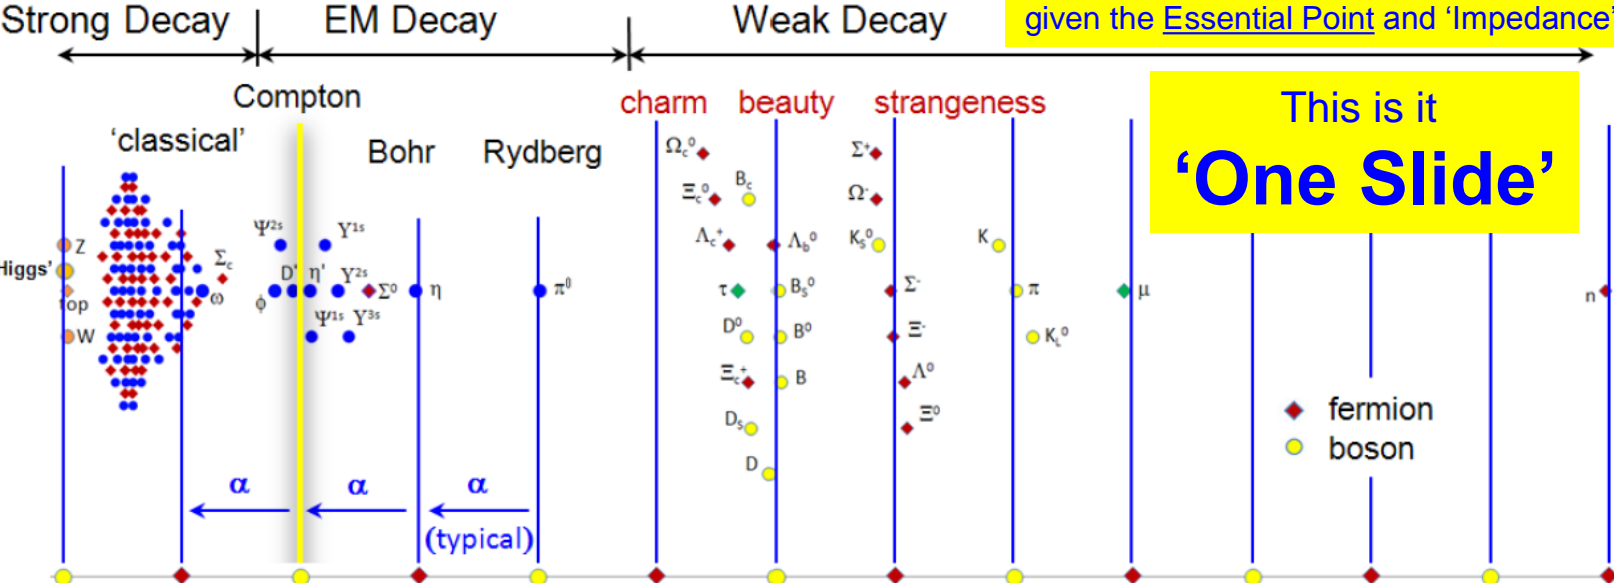 Strong Decay
EM Decay
Weak Decay
given the Essential Point and ‘Impedance’
This is it
‘One Slide’
Compton
‘classical’
Bohr
Rydberg
charm
beauty
strangeness
Z
Higgs’
top
W
Σc
ω
Ψ2s
Υ1s
D*
η'
Υ2s
ϕ
Σ0
η
Ψ1s
Υ3s
π0
Ωc0
Ξc0
Bc
Λc+
Λb0
τ
Bs0
D0
B0
Ξc+
B
Ds
D
Σ+
Ω-
Ks0
Σ-
Ξ-
Λ0
Ξ0
K
π
KL0
μ
n
fermion
boson
α
α
α
(typical)